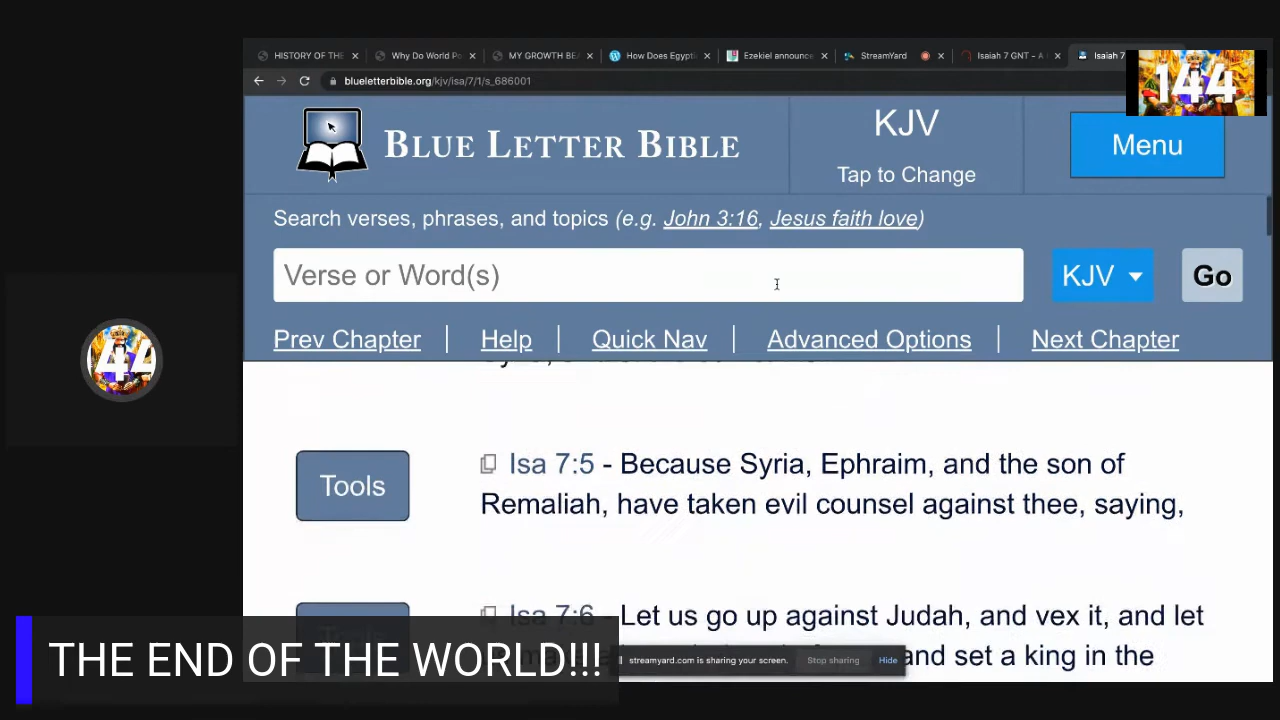 HISTORY OF THE
Why Do World Pe
MY GROWTH BEA
How Does Egypti
Ezekiel announce
StreamYard
Isaiah 7 GNT - A
Isaiah 7
blueletterbible.org/kjv/isa/7/1/s_686001
144
BLUE LETTER BIBLE
KJV
Tap to Change
Menu
Search verses, phrases, and topics (e.g. John 3:16, Jesus faith love)
Verse or Word(s)
KJV
Go
Prev Chapter
Help
Quick Nav
Advanced Options
Next Chapter
44
Tools
Isa 7:5 - Because Syria, Ephraim, and the son of
Remaliah, have taken evil counsel against thee, saying,
Isa 7:6 - Let us go up against Judah, and vex it, and let
and set a king in the
streamyard.com is sharing your screen.
Stop sharing
Hide
THE END OF THE WORLD!!!